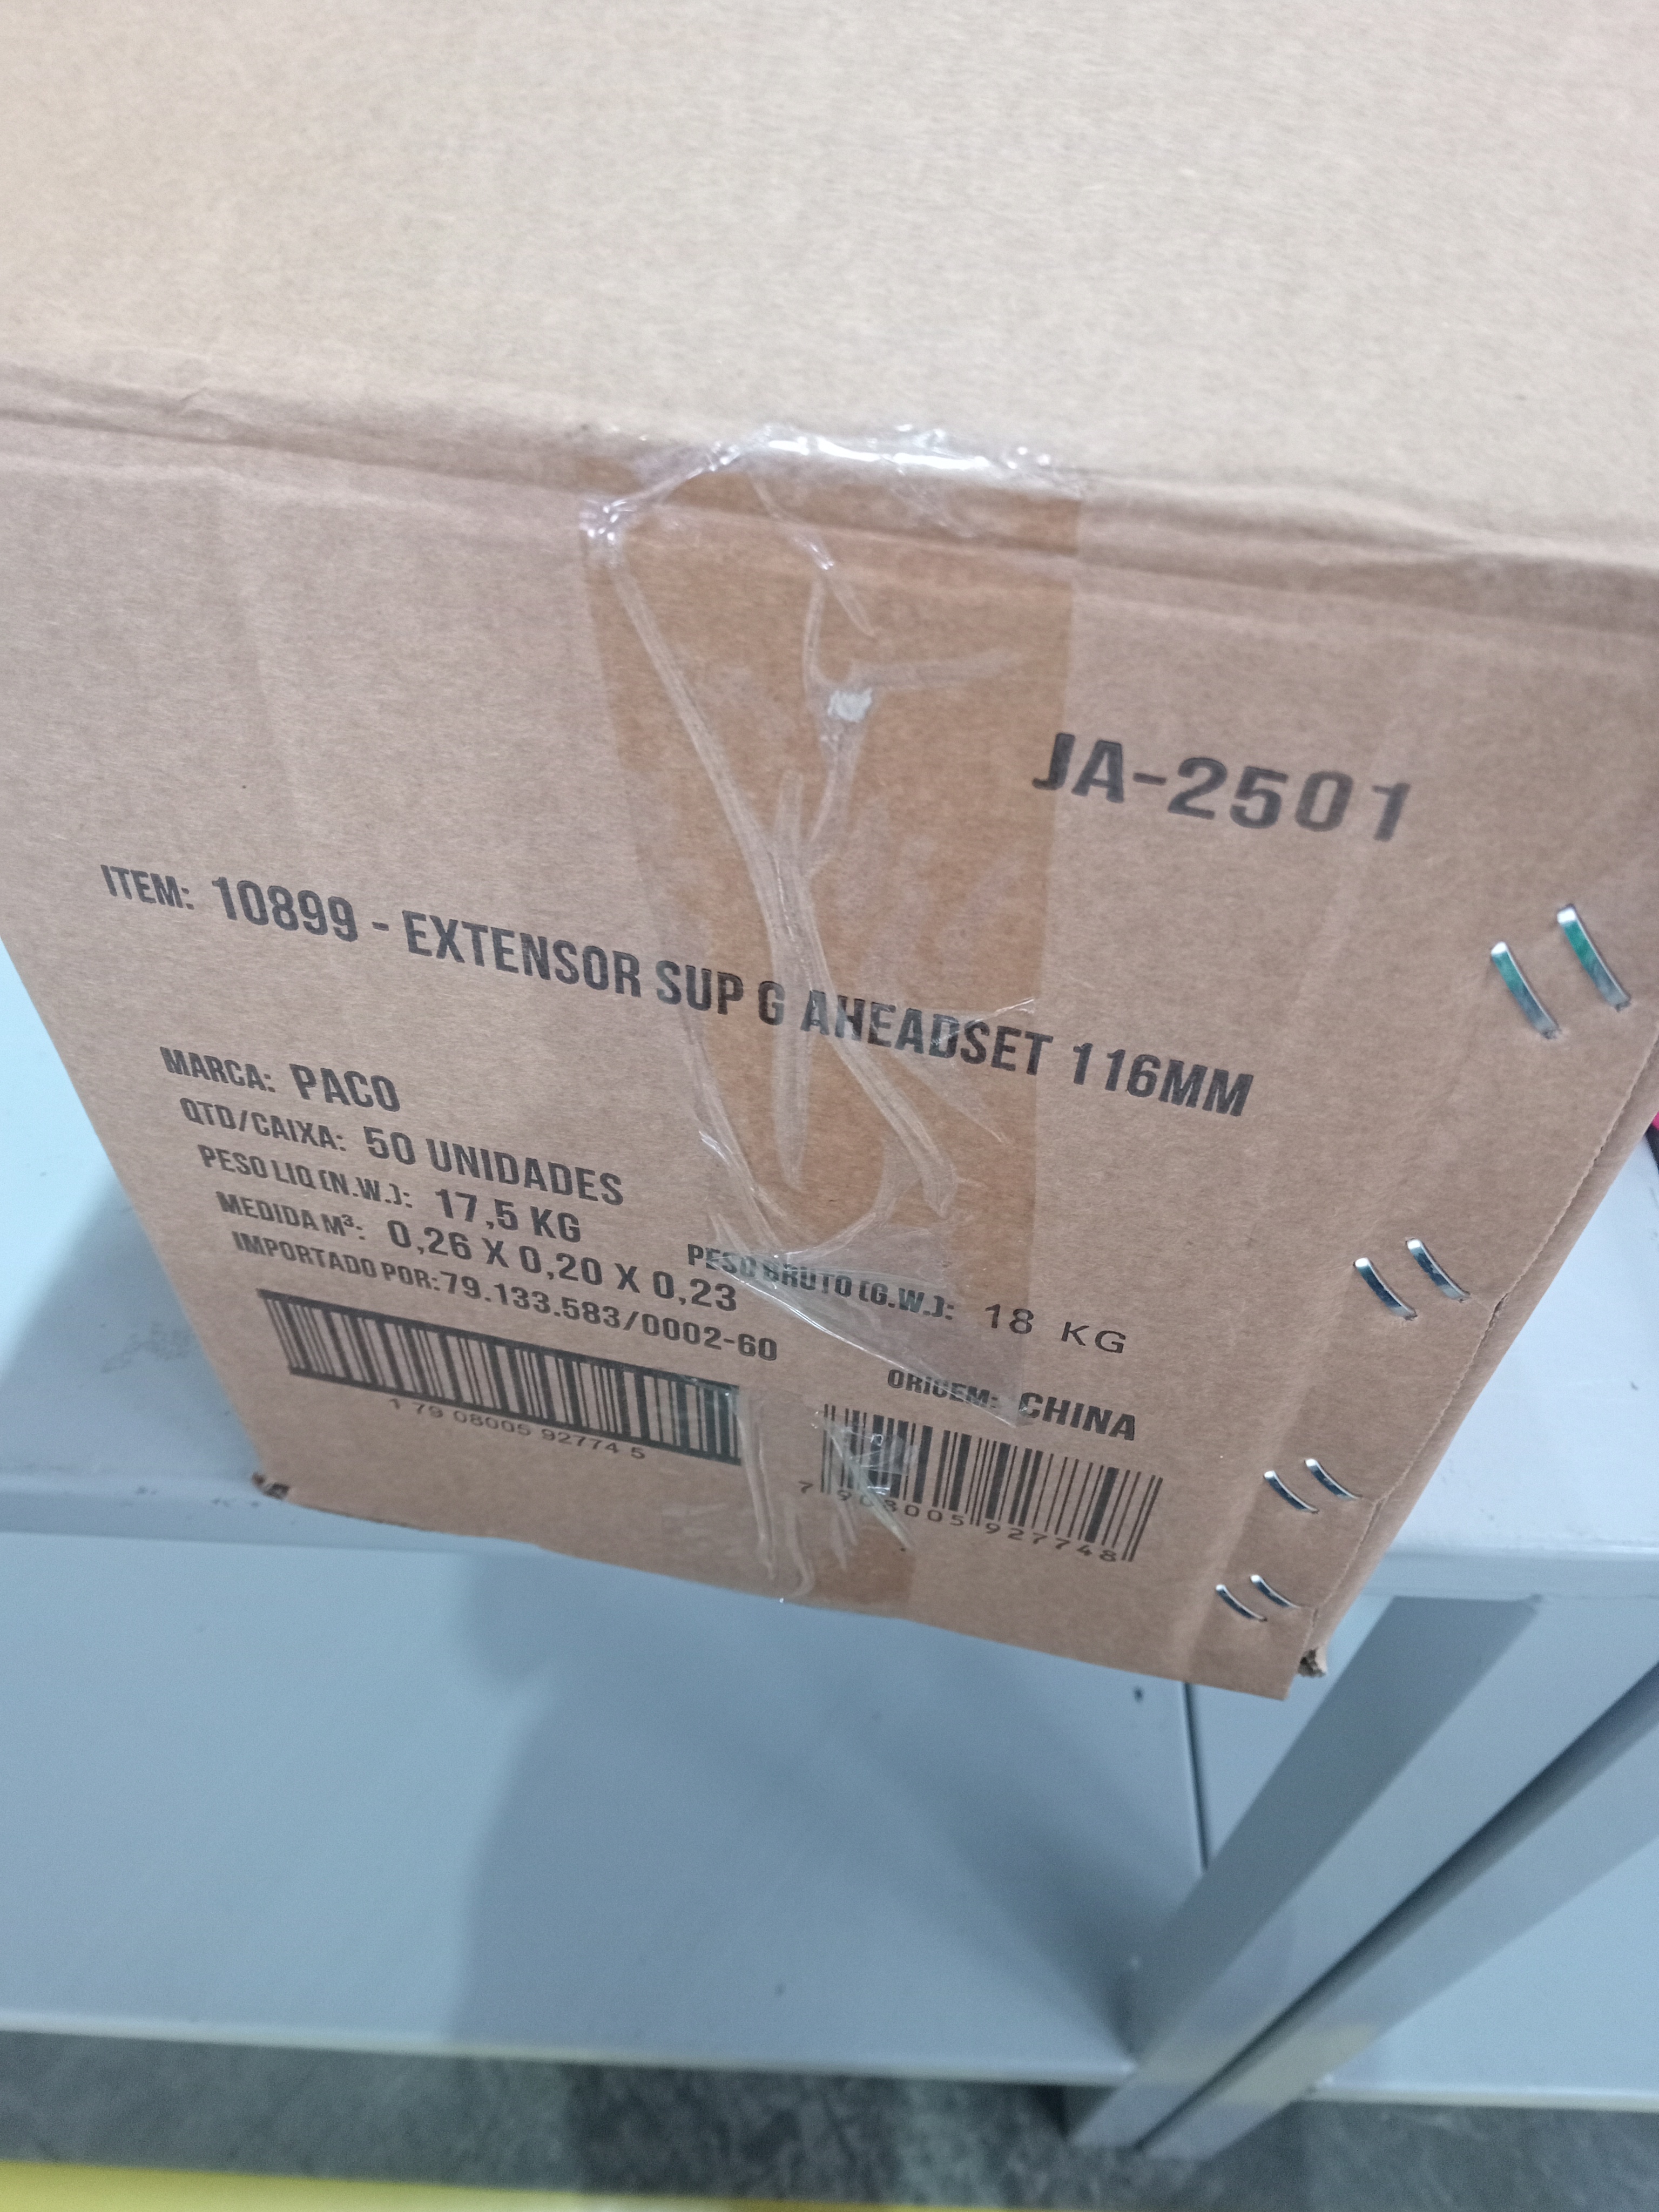 JA-2501
ITEM: 10899 - EXTENSOR SUP G AHEADSET 116MM
MARCA: PACO
QTD/CAIXA: 50 UNIDADES
PESO LIQ (N.W.): 17,5 KG PESO BRUTO (G.W.): 18 KG
MEDIDA M³: 0,26 X 0,20 X 0,23
IMPORTADO POR: 79.133.583/0002-60 ORIGEM: CHINA
1 79 08005 92774 5
7 908005 927748